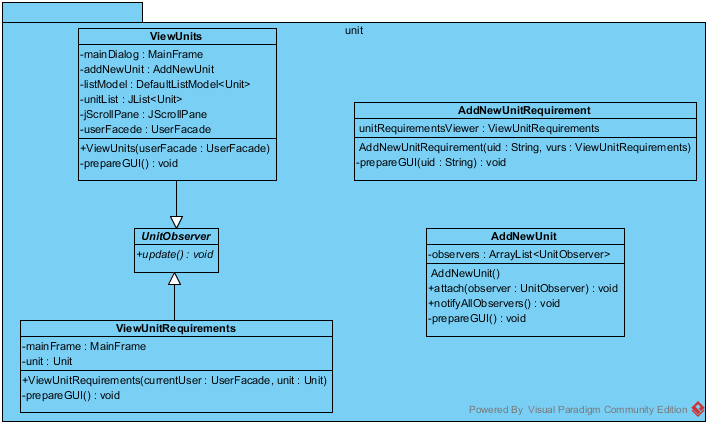 unit
ViewUnits
-mainDialog : MainFrame
-addNewUnit : AddNewUnit
-listModel : DefaultListModel<Unit>
-unitList : JList<Unit>
-jScrollPane : JScrollPane
-userFacede : UserFacade
+ViewUnits(userFacade : UserFacade)
-prepareGUI() : void
AddNewUnitRequirement
unitRequirementsViewer : ViewUnitRequirements
AddNewUnitRequirement(uid : String, vurs : ViewUnitRequirements)
-prepareGUI(uid : String) : void
UnitObserver
+update() : void
AddNewUnit
-observers : ArrayList<UnitObserver>
AddNewUnit()
+attach(observer : UnitObserver) : void
+notifyAllObservers() : void
-prepareGUI() : void
ViewUnitRequirements
-mainFrame : MainFrame
-unit : Unit
+ViewUnitRequirements(currentUser : UserFacade, unit : Unit)
-prepareGUI() : void
Powered By Visual Paradigm Community Edition